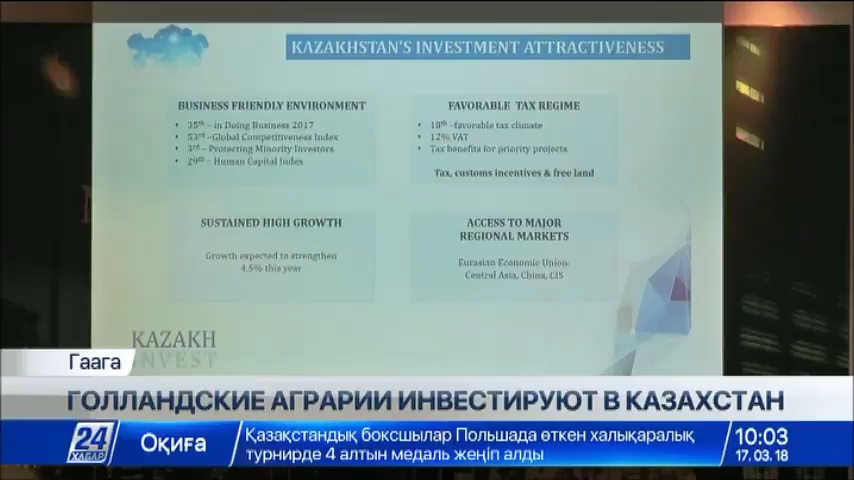 KAZAKHSTAN'S INVESTMENT ATTRACTIVENESS
BUSINESS FRIENDLY ENVIRONMENT
• 35th – in Doing Business 2017
• 53rd –Global Competitiveness Index
• 3rd – Protecting Minority Investors
• 29th – Human Capital Index
FAVORABLE TAX REGIME
• 18th –favorable tax climate
• 12% VAT
• Tax benefits for priority projects
Tax, customs incentives & free land
SUSTAINED HIGH GROWTH
Growth expected to strengthen
4.5% this year
ACCESS TO MAJOR
REGIONAL MARKETS
Eurasian Economic Union:
Central Asia, China, CIS
KAZAKH
INVEST
Гаага
ГОЛЛАНДСКИЕ АГРАРИИ ИНВЕСТИРУЮТ В КАЗАХСТАН
24
ХАБАР
Оқиға
Қазақстандық боксшылар Польшада өткен халықаралық
турнирде 4 алтын медаль жеңіп алды
10:03
17.03.18